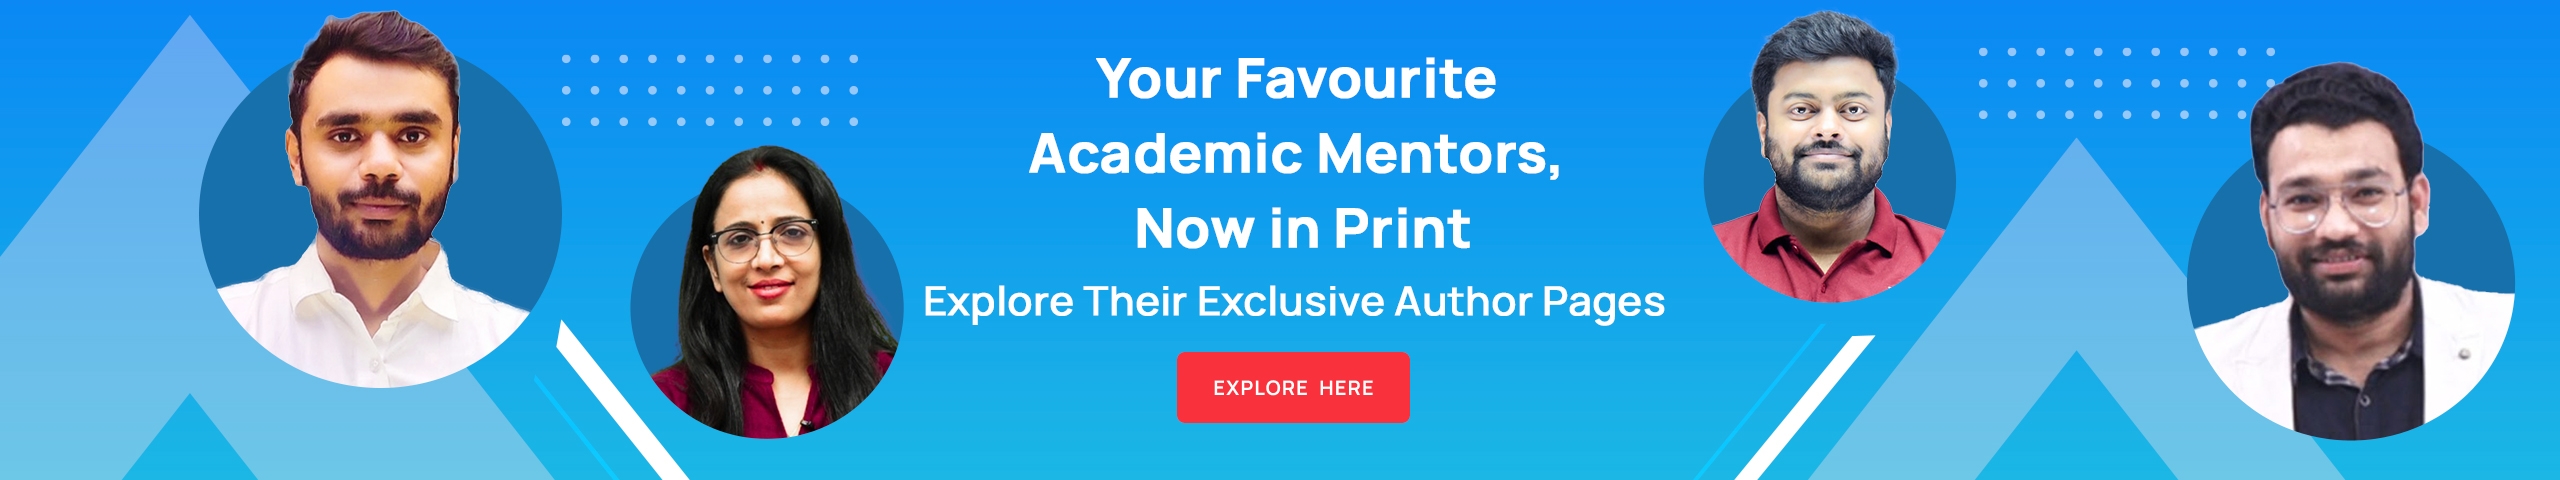 Your Favourite
Academic Mentors,
Now in Print
Explore Their Exclusive Author Pages
EXPLORE HERE